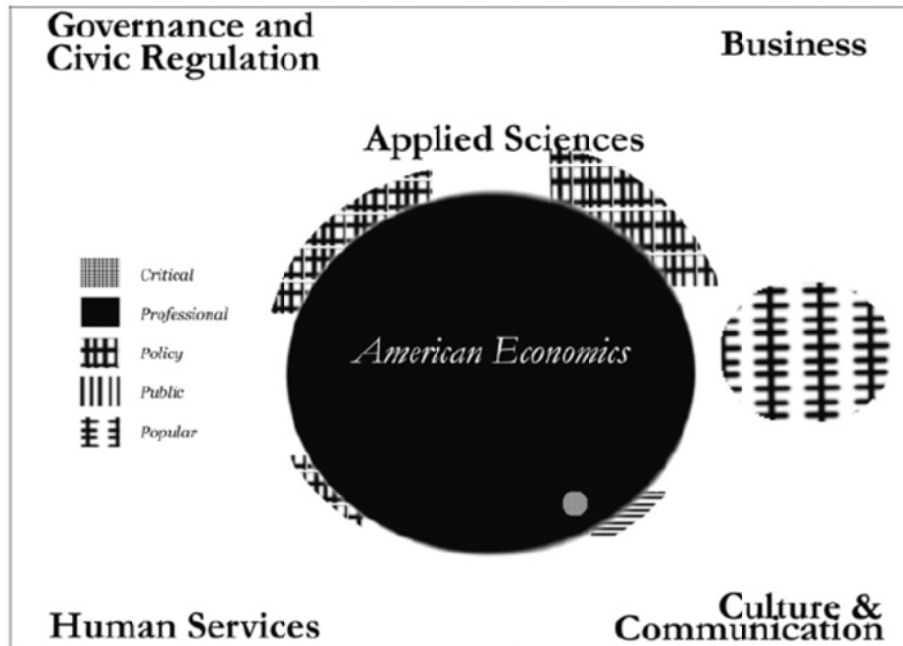 Governance and
Civic Regulation
Business
Applied Sciences
Critical
Professional
Policy
Public
Popular
American Economics
Human Services
Culture &
Communication